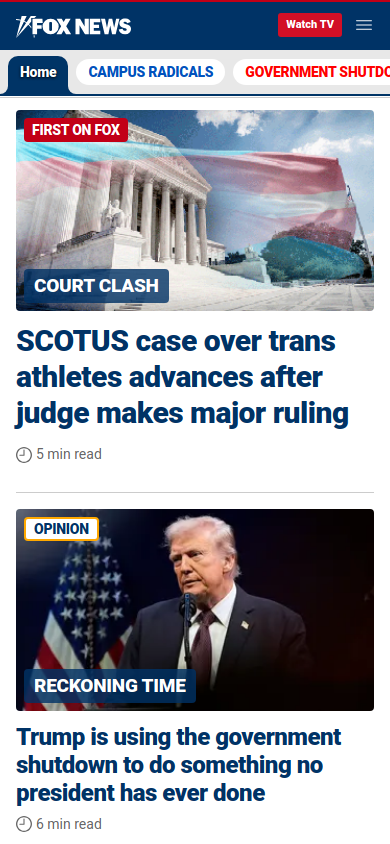 FOX NEWS
Watch TV
Home
CAMPUS RADICALS
GOVERNMENT SHUTDO
FIRST ON FOX
COURT CLASH
SCOTUS case over trans
athletes advances after
judge makes major ruling
5 min read
OPINION
RECKONING TIME
Trump is using the government
shutdown to do something no
president has ever done
6 min read